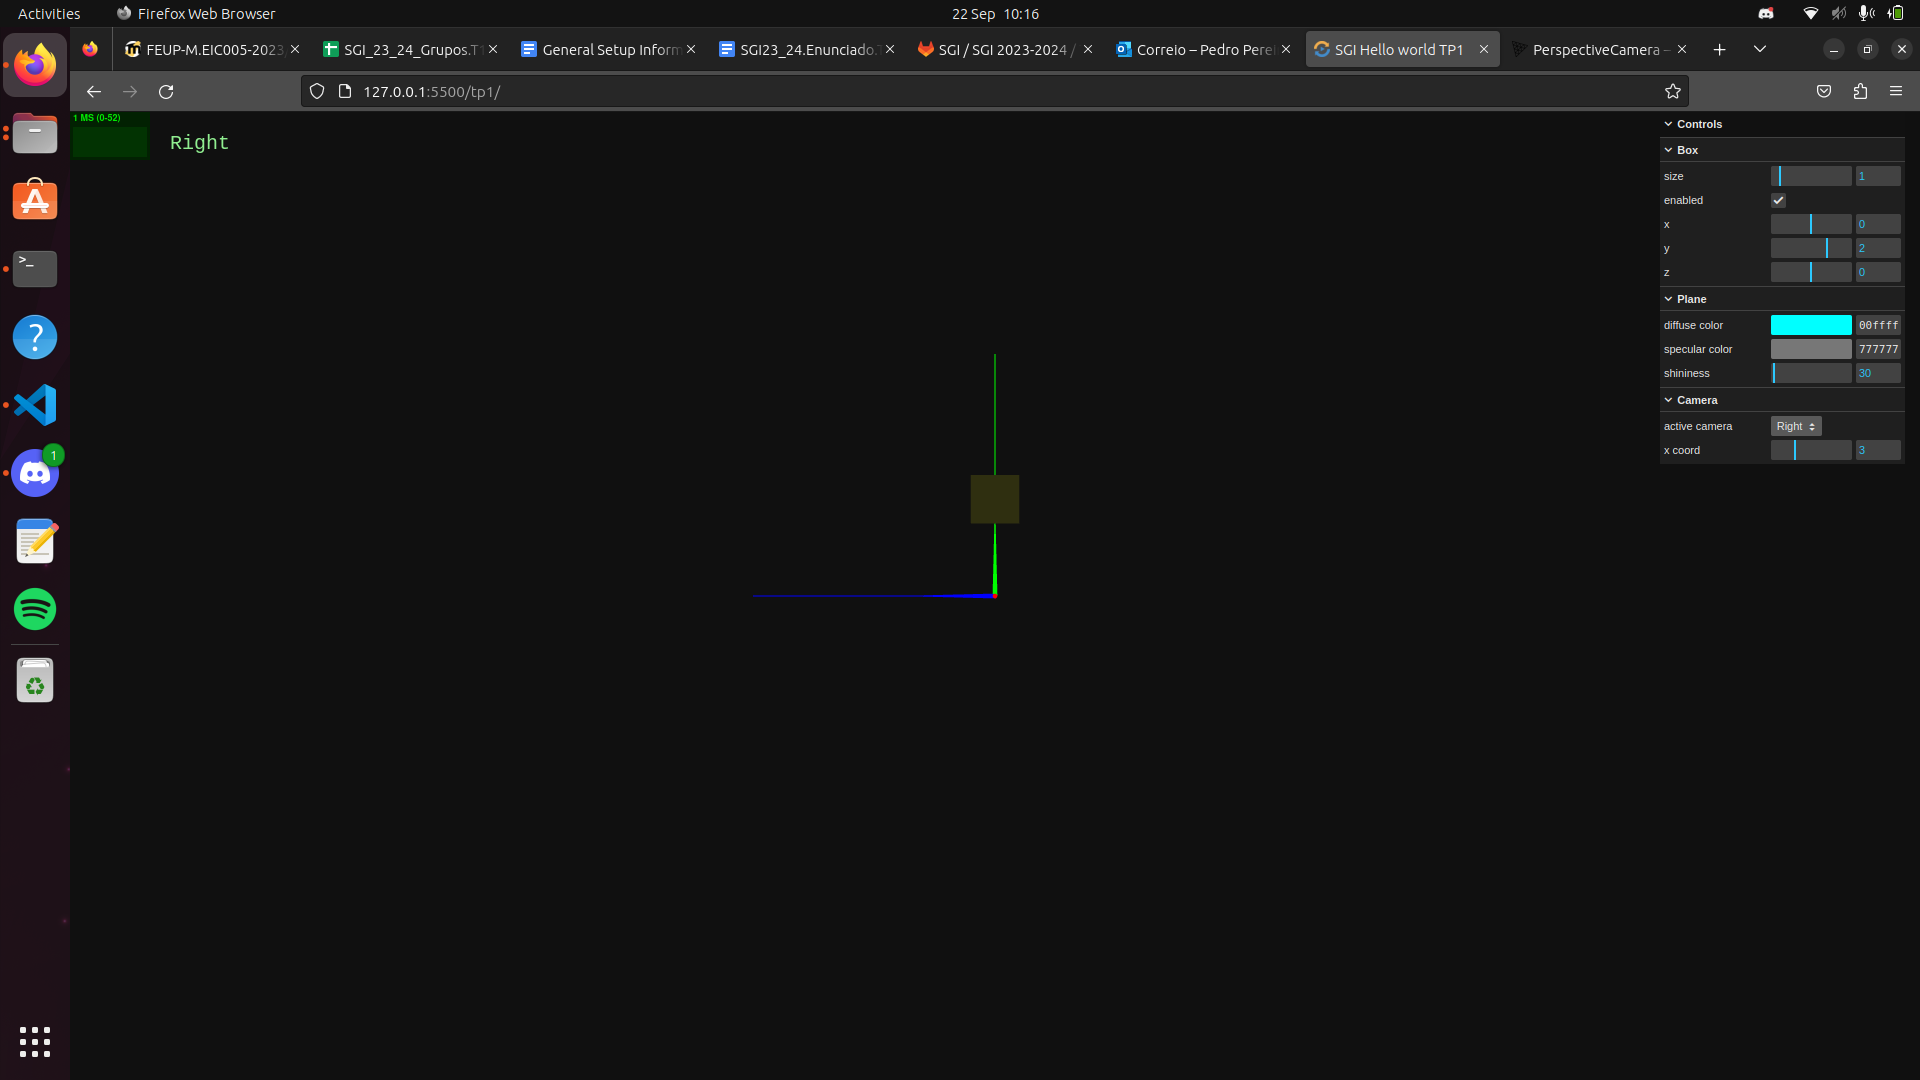 Activities
Firefox Web Browser
22 Sep 10:16
FEUP-M.EIC005-2023
SGI_23_24_Grupos.T1
General Setup Inform
SGI23_24.Enunciado.T
SGI / SGI 2023-2024 /
Correio – Pedro Perei
SGI Hello world TP1
PerspectiveCamera –
127.0.0.1:5500/tp1/
1 MS (0-52)
Right
Controls
Box
size 1
enabled
x 0
y 2
z 0
Plane
diffuse color 00ffff
specular color 777777
shininess 30
Camera
active camera Right
x coord 3
>_
?
1